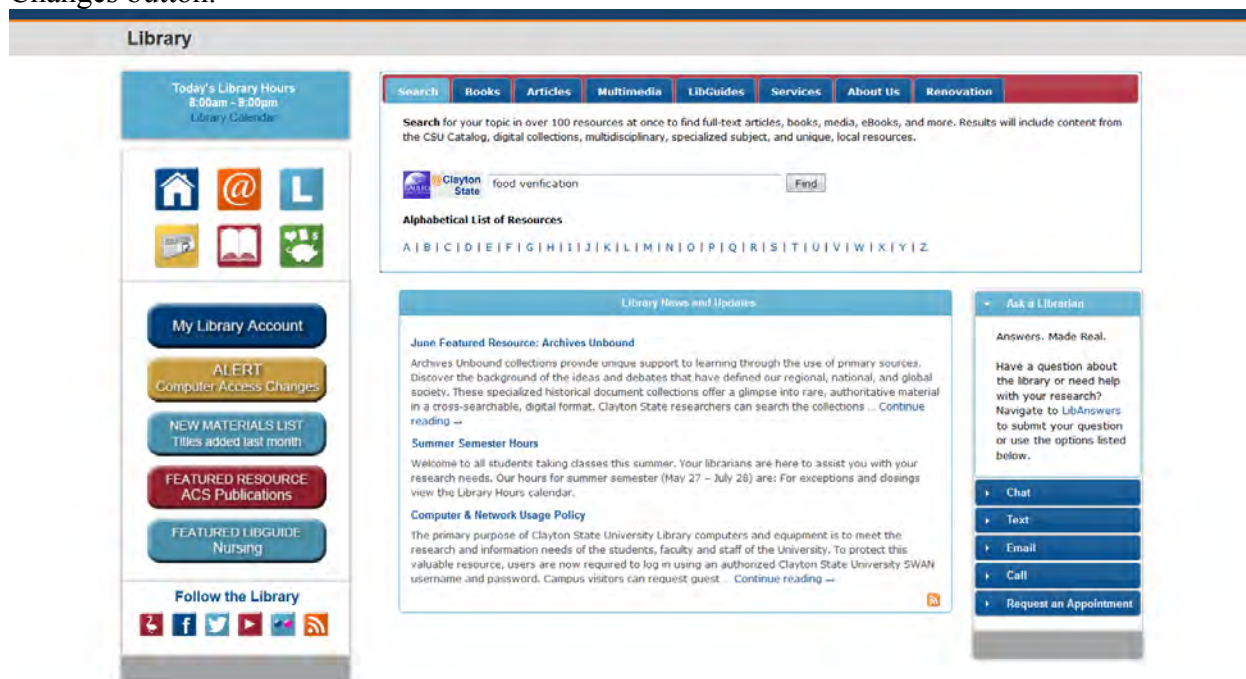 Changes button.
Library
Today's Library Hours
8:00am - 8:00pm
Library Calendar
My Library Account
ALERT
Computer Access Changes
NEW MATERIALS LIST
Titles added last month
FEATURED RESOURCE
ACS Publications
FEATURED LIBGUIDE
Nursing
Follow the Library
Search Books Articles Multimedia LibGuides Services About Us Renovation
Search for your topic in over 100 resources at once to find full-text articles, books, media, eBooks, and more. Results will include content from
the CSU Catalog, digital collections, multidisciplinary, specialized subject, and unique, local resources.
Clayton
State
food verification
Find
Alphabetical List of Resources
A | B | C | D | E | F | G | H | I | J | K | L | M | N | O | P | Q | R | S | T | U | V | W | X | Y | Z
Library News and Updates
June Featured Resource: Archives Unbound
Archives Unbound collections provide unique support to learning through the use of primary sources.
Discover the background of the ideas and debates that have defined our regional, national, and global
society. These specialized historical document collections offer a glimpse into rare, authoritative material
in a cross-searchable, digital format. Clayton State researchers can search the collections ... Continue
reading →
Summer Semester Hours
Welcome to all students taking classes this summer. Your librarians are here to assist you with your
research needs. Our hours for summer semester (May 27 – July 28) are: For exceptions and closings
view the Library Hours calendar.
Computer & Network Usage Policy
The primary purpose of Clayton State University Library computers and equipment is to meet the
research and information needs of the students, faculty and staff of the University. To protect this
valuable resource, users are now required to log in using an authorized Clayton State University SWAN
username and password. Campus visitors can request guest ... Continue reading →
Ask a Librarian
Answers. Made Real.
Have a question about
the library or need help
with your research?
Navigate to LibAnswers
to submit your question
or use the options listed
below.
Chat
Text
Email
Call
Request an Appointment